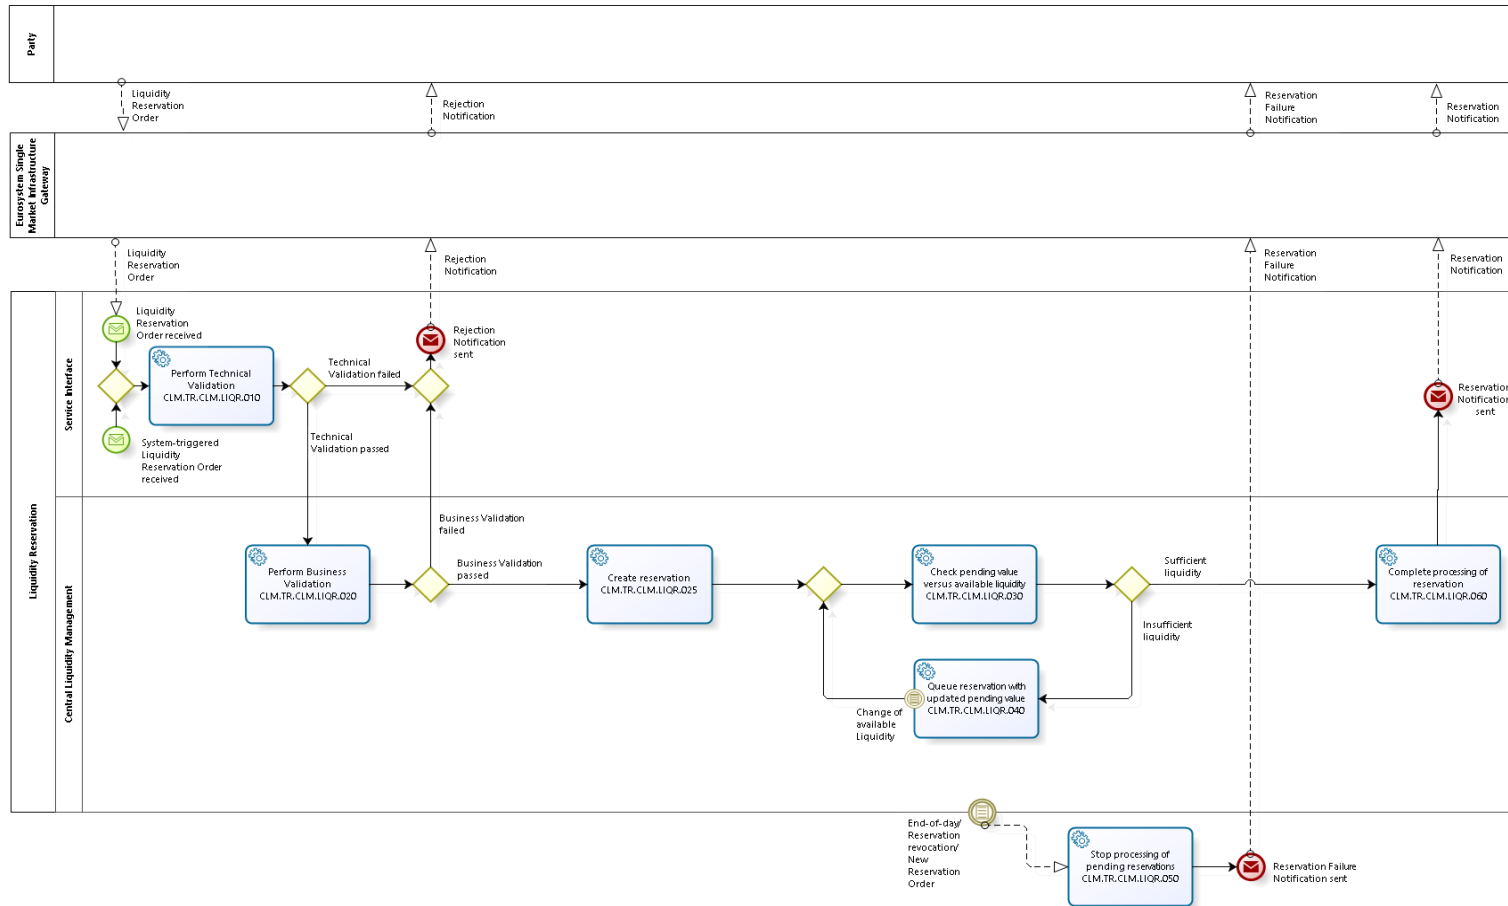 Party
Liquidity
Reservation
Order
Rejection
Notification
Reservation
Failure
Notification
Reservation
Notification
Eurosystem Single
Market Infrastructure
Gateway
Liquidity
Reservation
Order
Rejection
Notification
Reservation
Failure
Notification
Reservation
Notification
Liquidity Reservation
Service Interface
Liquidity
Reservation
Order received
Rejection
Notification
sent
Perform Technical
Validation
CLM.TR.CLM.LIQR.010
Technical
Validation failed
Reservation
Notification
sent
System-triggered
Liquidity
Reservation Order
received
Technical
Validation passed
Central Liquidity Management
Business Validation
failed
Perform Business
Validation
CLM.TR.CLM.LIQR.020
Business Validation
passed
Create reservation
CLM.TR.CLM.LIQR.025
Check pending value
versus available liquidity
CLM.TR.CLM.LIQR.030
Sufficient
liquidity
Complete processing of
reservation
CLM.TR.CLM.LIQR.060
Insufficient
liquidity
Queue reservation with
updated pending value
CLM.TR.CLM.LIQR.040
Change of
available
Liquidity
End-of-day/
Reservation
revocation/
New
Reservation
Order
Stop processing of
pending reservations
CLM.TR.CLM.LIQR.050
Reservation Failure
Notification sent